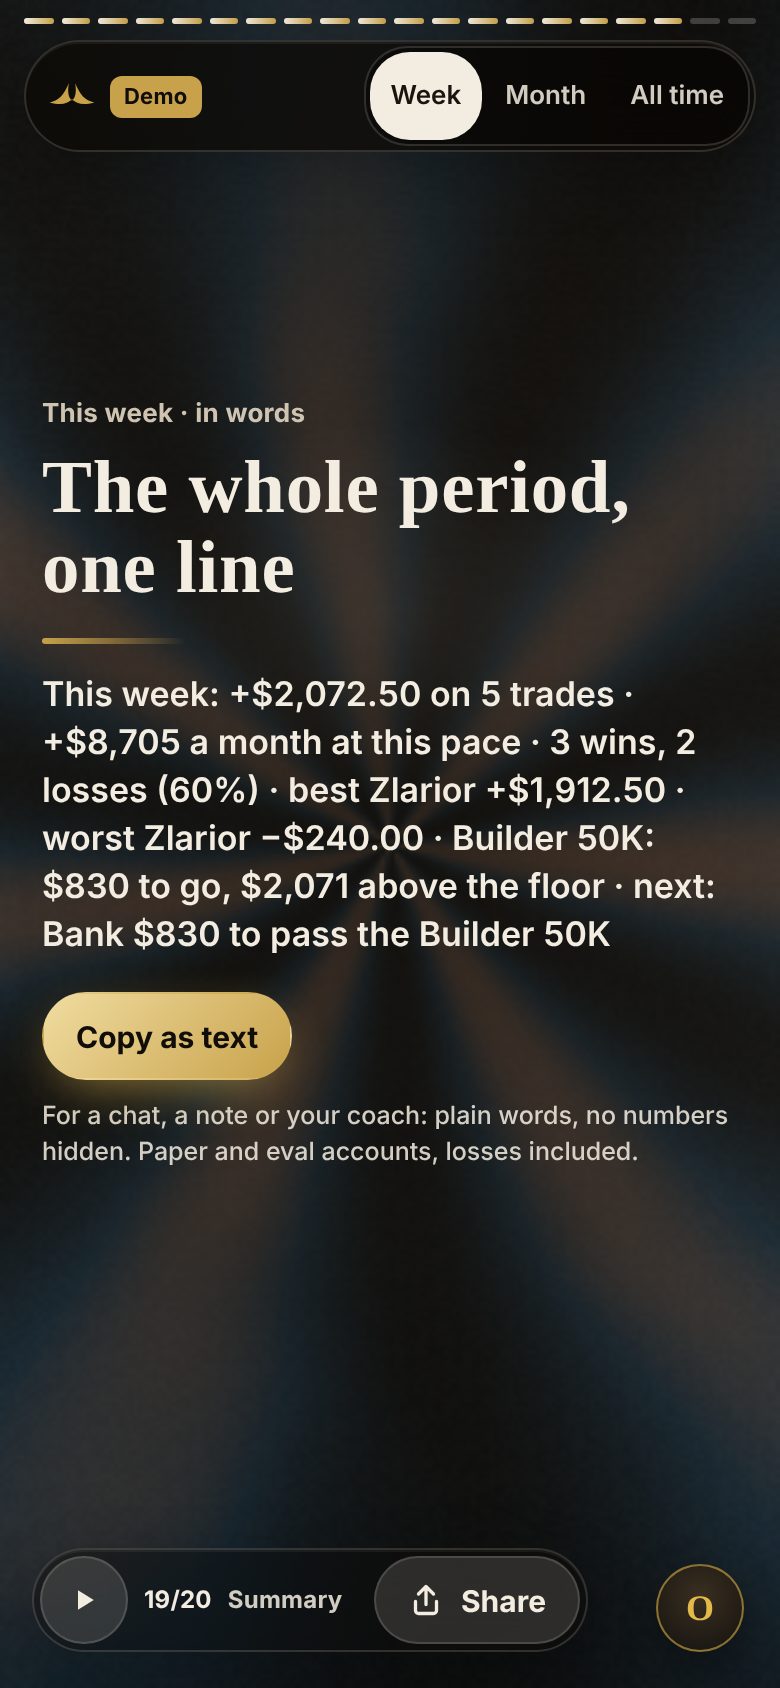 Demo
Week Month All time
This week · in words
The whole period,
one line
This week: +$2,072.50 on 5 trades ·
+$8,705 a month at this pace · 3 wins, 2
losses (60%) · best Zlarior +$1,912.50 ·
worst Zlarior −$240.00 · Builder 50K:
$830 to go, $2,071 above the floor · next:
Bank $830 to pass the Builder 50K
Copy as text
For a chat, a note or your coach: plain words, no numbers
hidden. Paper and eval accounts, losses included.
19/20 Summary Share
O